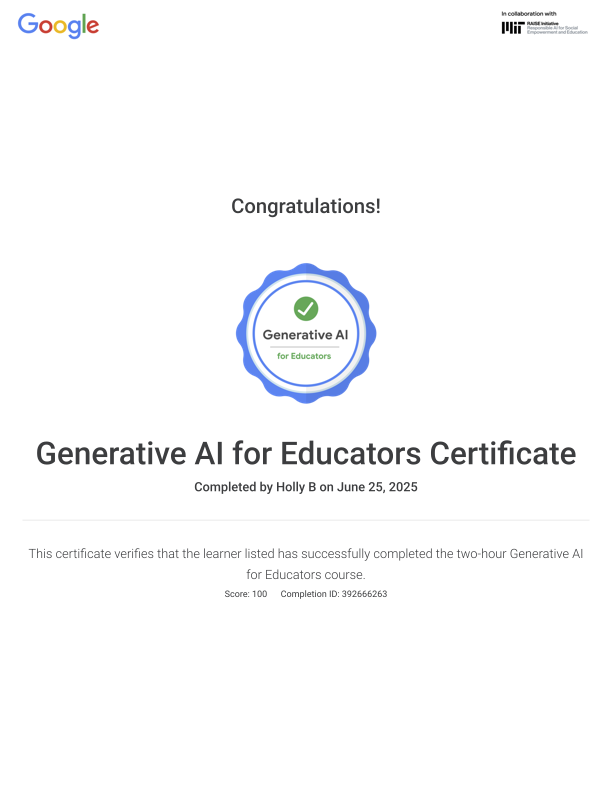 Google
In collaboration with
MIT RAISE Initiative
Responsible AI for Social
Empowerment and Education
Congratulations!
Generative AI
for Educators
Generative AI for Educators Certificate
Completed by Holly B on June 25, 2025
This certificate verifies that the learner listed has successfully completed the two-hour Generative AI
for Educators course.
Score: 100 Completion ID: 392666263